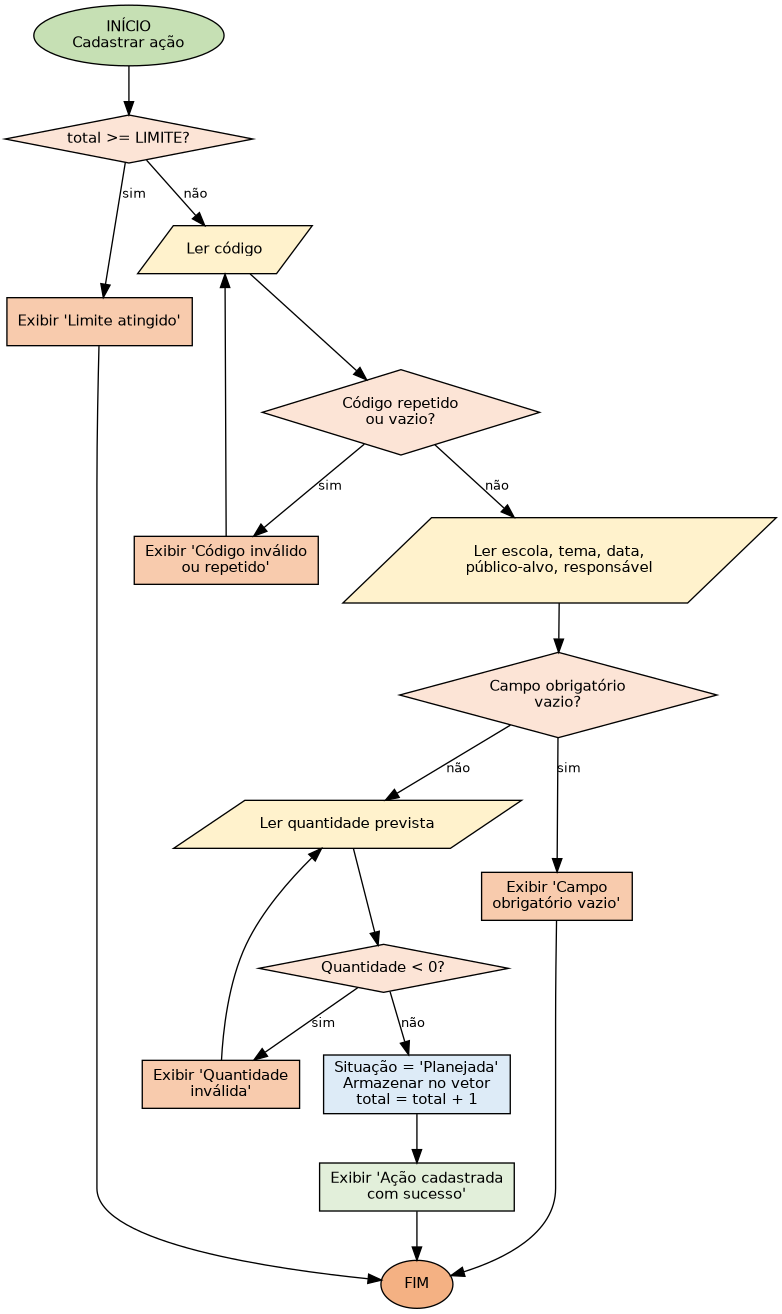 INÍCIO
Cadastrar ação
total >= LIMITE?
sim
não
Ler código
Exibir 'Limite atingido'
Código repetido
ou vazio?
sim
não
Exibir 'Código inválido
ou repetido'
Ler escola, tema, data,
público-alvo, responsável
Campo obrigatório
vazio?
não
sim
Ler quantidade prevista
Exibir 'Campo
obrigatório vazio'
Quantidade < 0?
sim
não
Exibir 'Quantidade
inválida'
Situação = 'Planejada'
Armazenar no vetor
total = total + 1
Exibir 'Ação cadastrada
com sucesso'
FIM